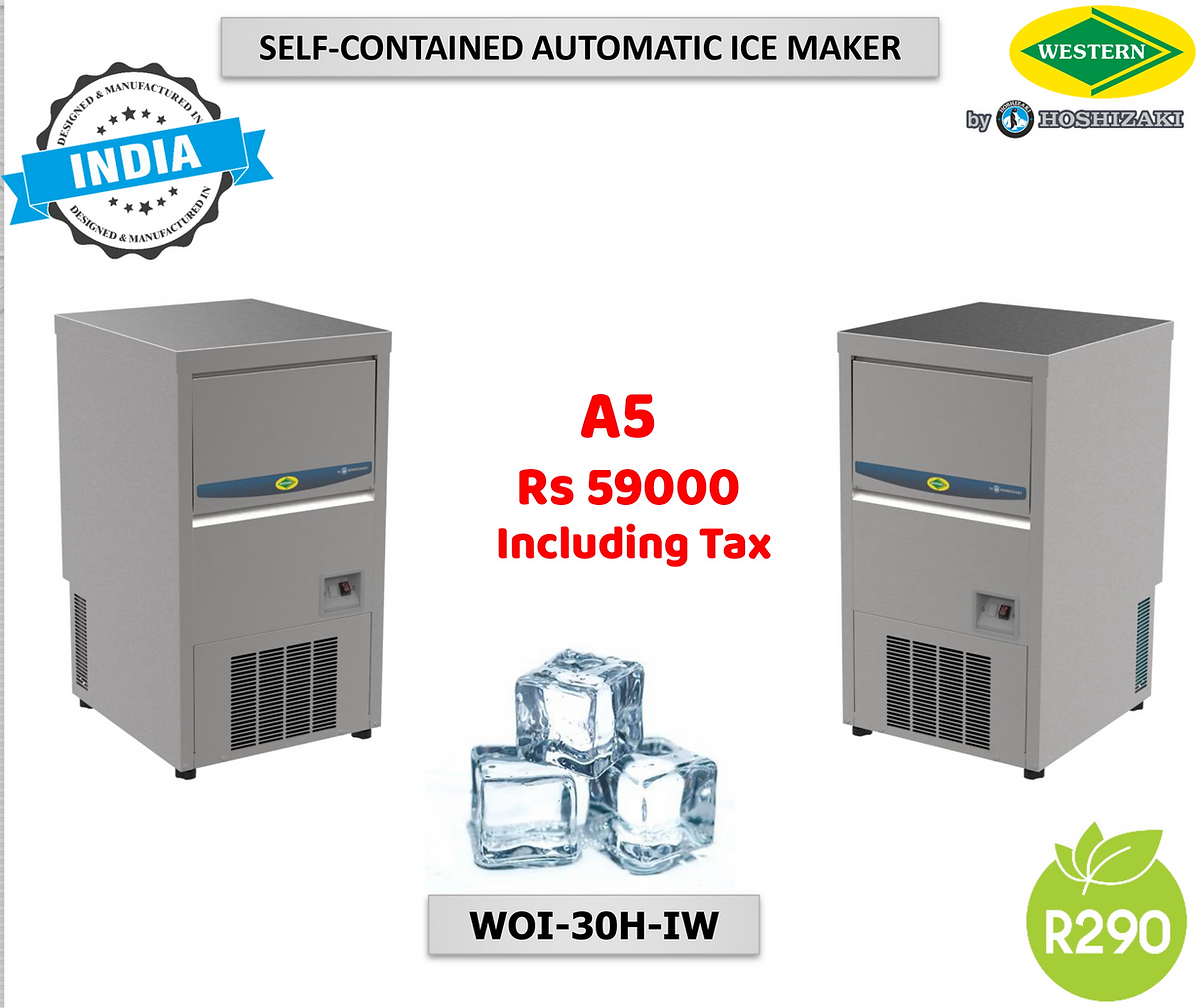 SELF-CONTAINED AUTOMATIC ICE MAKER
WESTERN
by HOSHIZAKI
HOSHIZAKI
DESIGNED & MANUFACTURED IN
INDIA
DESIGNED & MANUFACTURED IN
A5
Rs 59000
Including Tax
WOI-30H-IW
R290